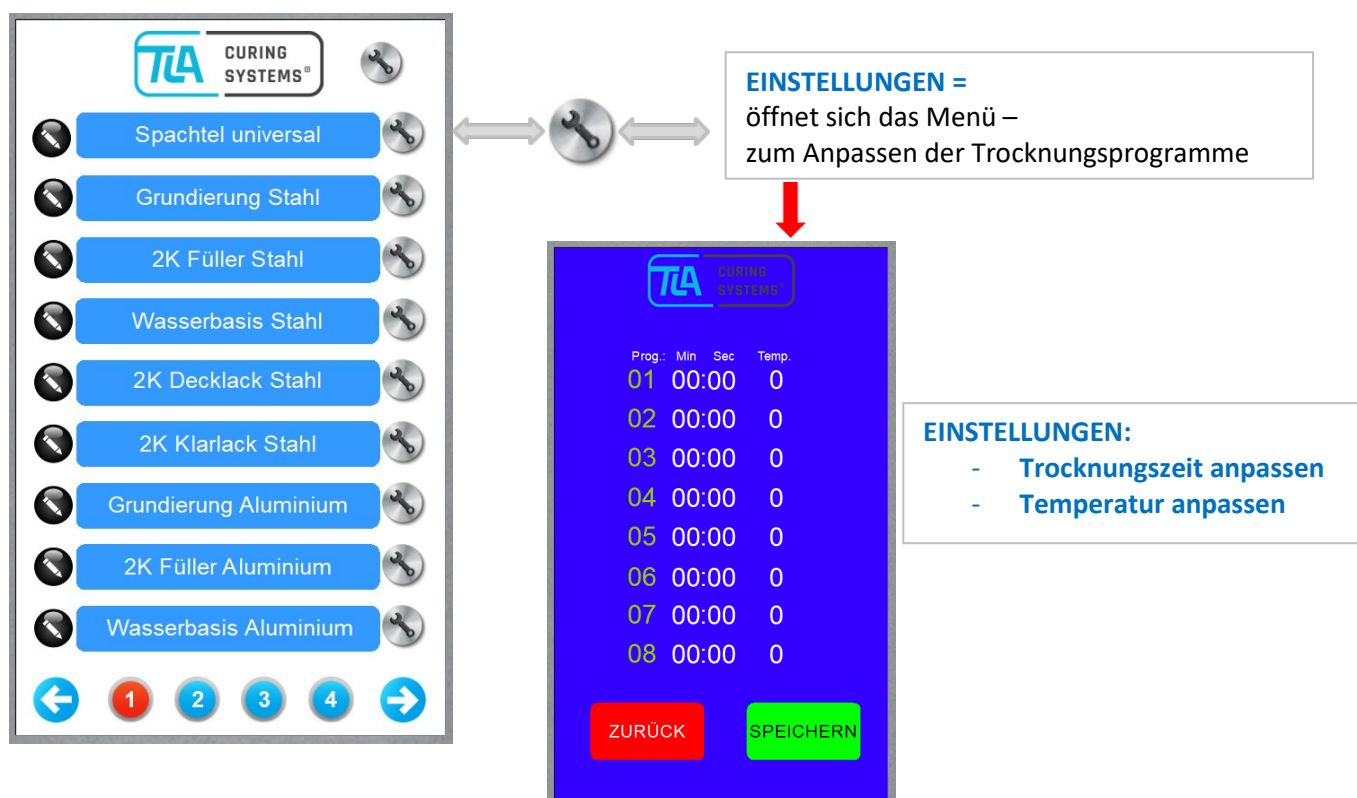 TLA CURING
SYSTEMS®
Spachtel universal
Grundierung Stahl
2K Füller Stahl
Wasserbasis Stahl
2K Decklack Stahl
2K Klarlack Stahl
Grundierung Aluminium
2K Füller Aluminium
Wasserbasis Aluminium
1 2 3 4
EINSTELLUNGEN =
öffnet sich das Menü –
zum Anpassen der Trocknungsprogramme
TLA CURING
SYSTEMS®
Prog.: Min Sec Temp.
01 00:00 0
02 00:00 0
03 00:00 0
04 00:00 0
05 00:00 0
06 00:00 0
07 00:00 0
08 00:00 0
ZURÜCK SPEICHERN
EINSTELLUNGEN:
- Trocknungszeit anpassen
- Temperatur anpassen